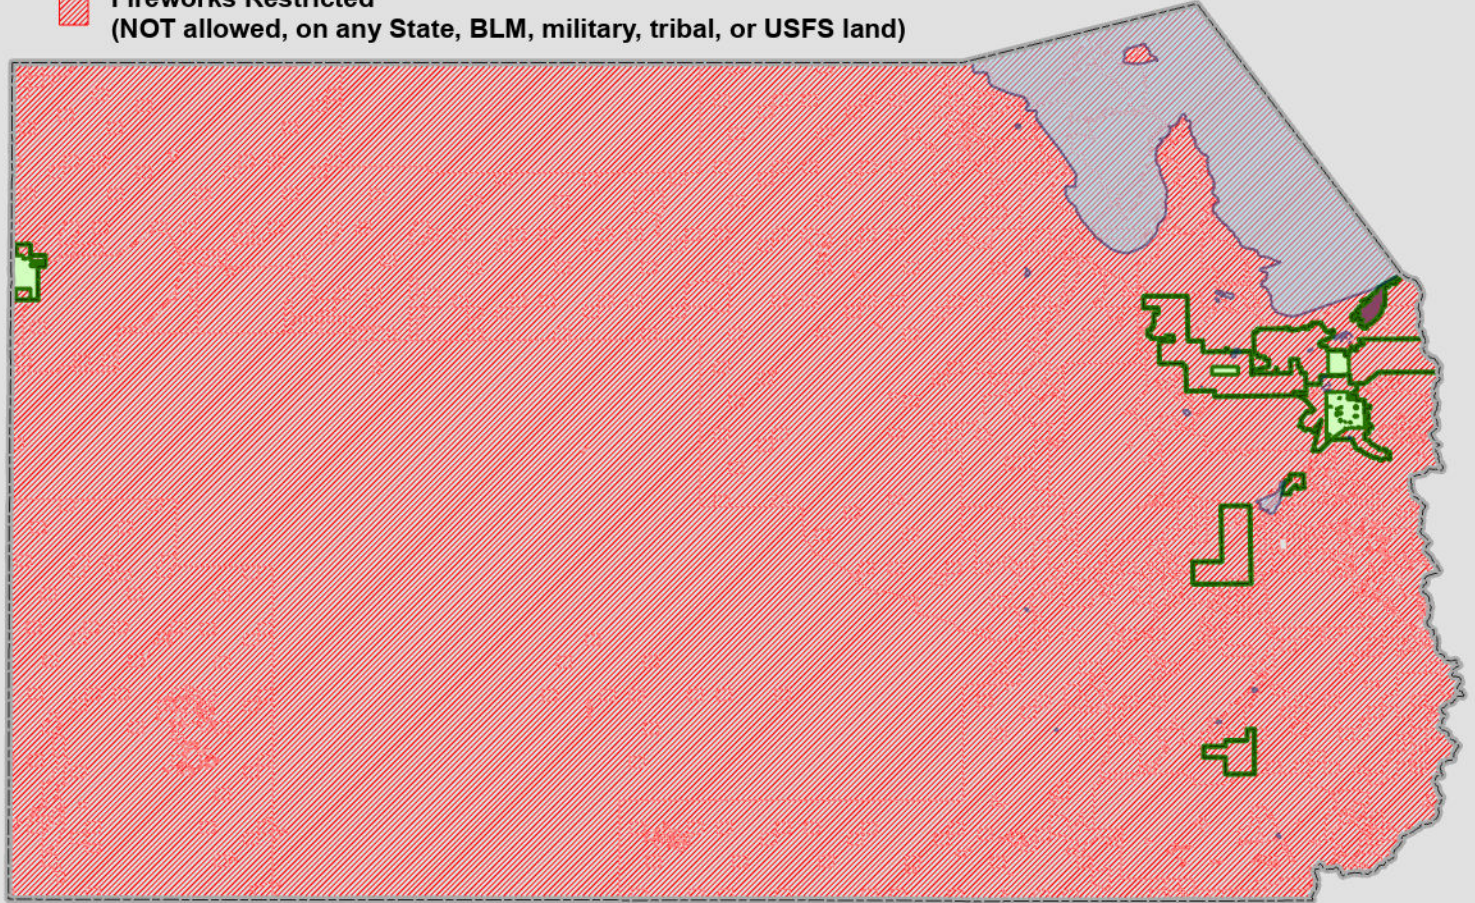 Fireworks Restricted
(NOT allowed, on any State, BLM, military, tribal, or USFS land)